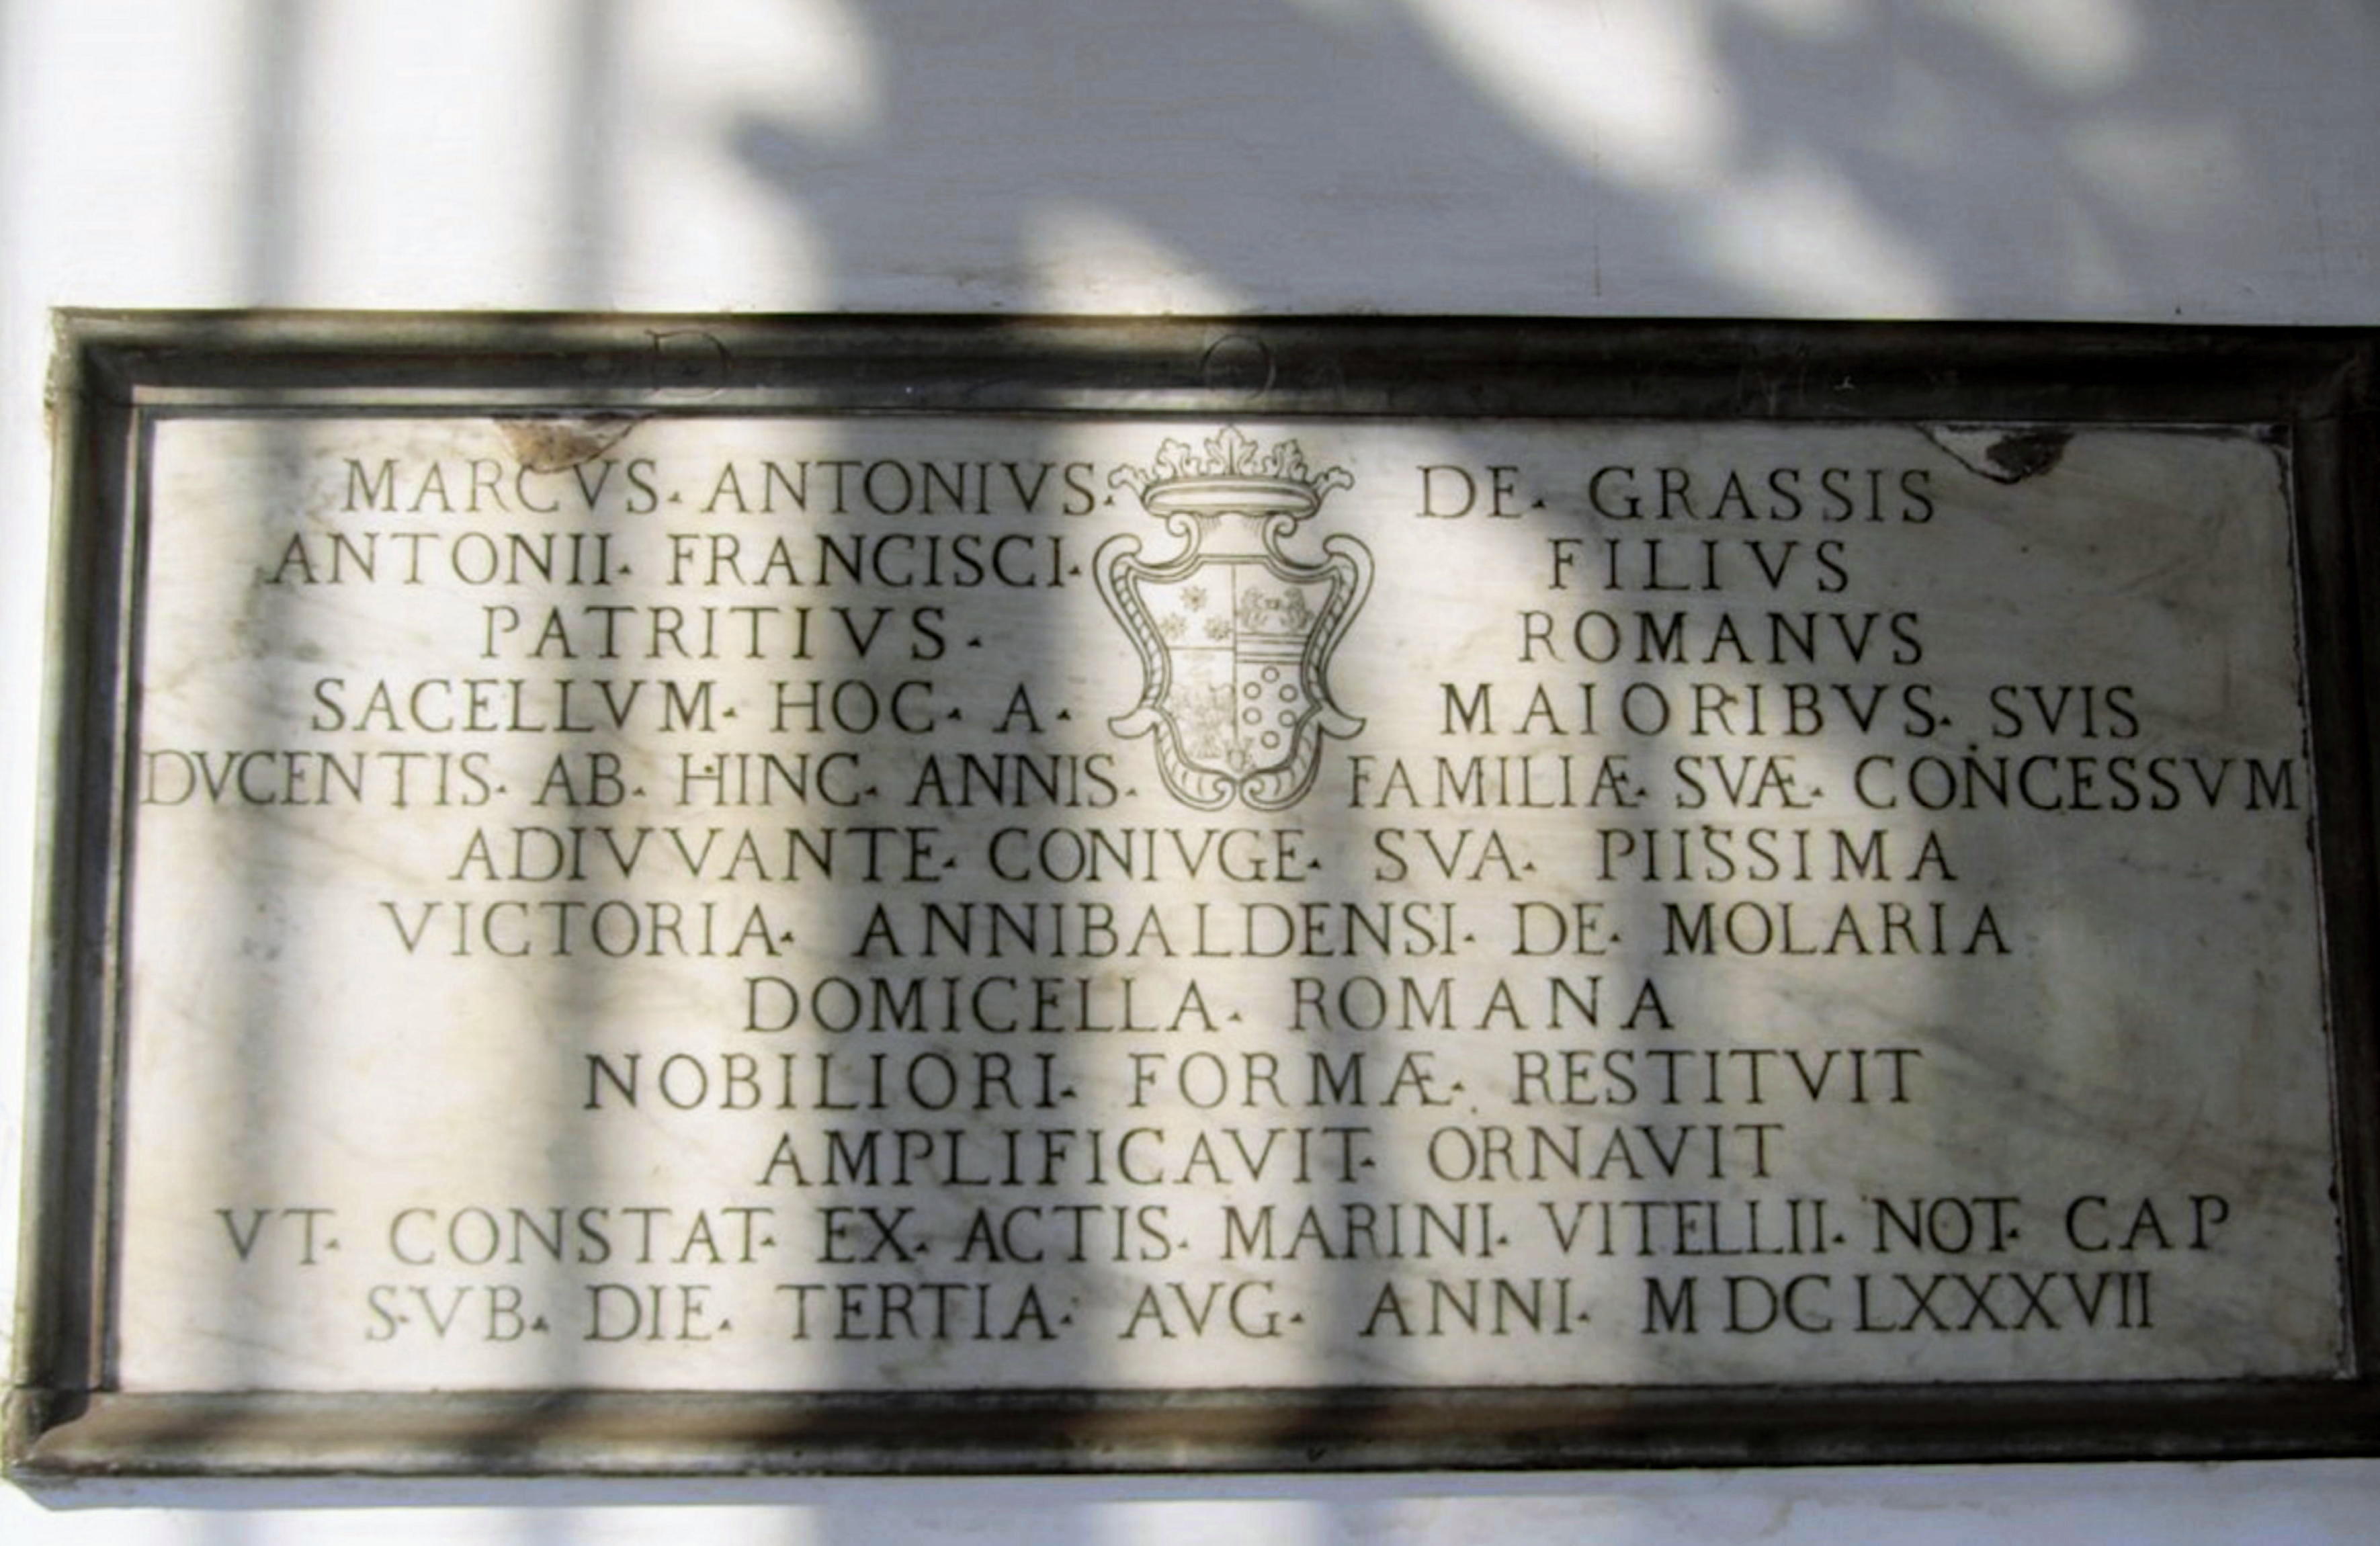 D O M
MARCVS. ANTONIVS. DE. GRASSIS
ANTONII. FRANCISCI. FILIVS
PATRITIVS. ROMANVS
SACELLVM. HOC. A. MAIORIBVS. SVIS
DVCENTIS. AB. HINC. ANNIS. FAMILIÆ. SVÆ. CONCESSVM
ADIVVANTE. CONIVGE. SVA. PIISSIMA
VICTORIA. ANNIBALDENSI. DE. MOLARIA
DOMICELLA. ROMANA
NOBILIORI. FORMÆ. RESTITVIT
AMPLIFICAVIT. ORNAVIT
VT. CONSTAT. EX. ACTIS. MARINI. VITELLII. NOT. CAP
SVB. DIE. TERTIA. AVG. ANNI. MDCLXXXVII